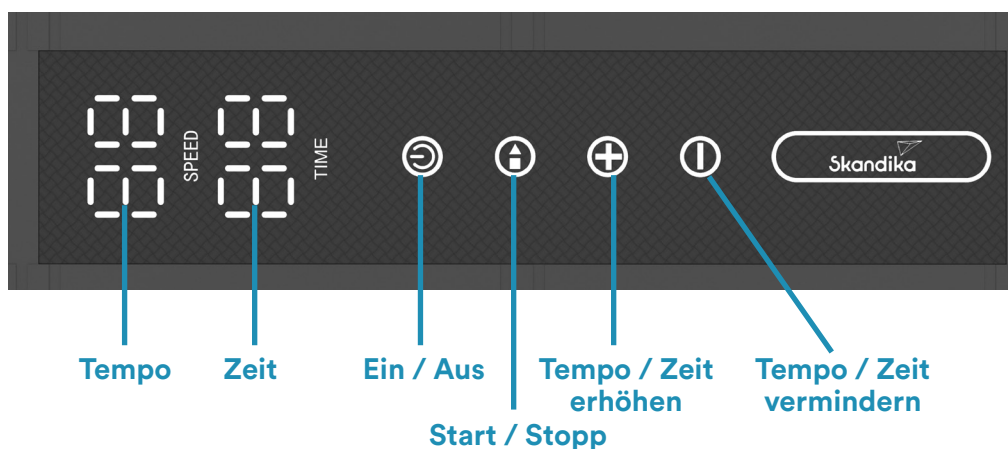 SPEED
TIME
Skandika
Tempo
Zeit
Ein / Aus
Start / Stopp
Tempo / Zeit
erhöhen
Tempo / Zeit
vermindern